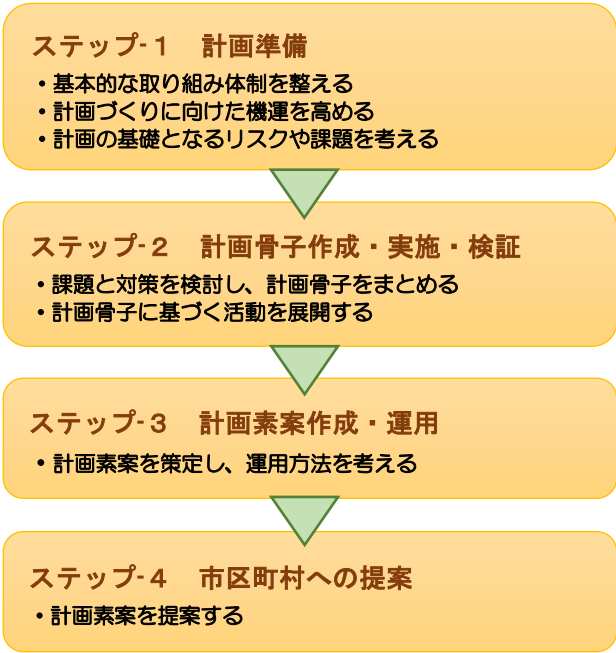 ステップ-１　計画準備
・基本的な取り組み体制を整える
・計画づくりに向けた機運を高める
・計画の基礎となるリスクや課題を考える
ステップ-２　計画骨子作成・実施・検証
・課題と対策を検討し、計画骨子をまとめる
・計画骨子に基づく活動を展開する
ステップ-３　計画素案作成・運用
・計画素案を策定し、運用方法を考える
ステップ-４　市区町村への提案
・計画素案を提案する